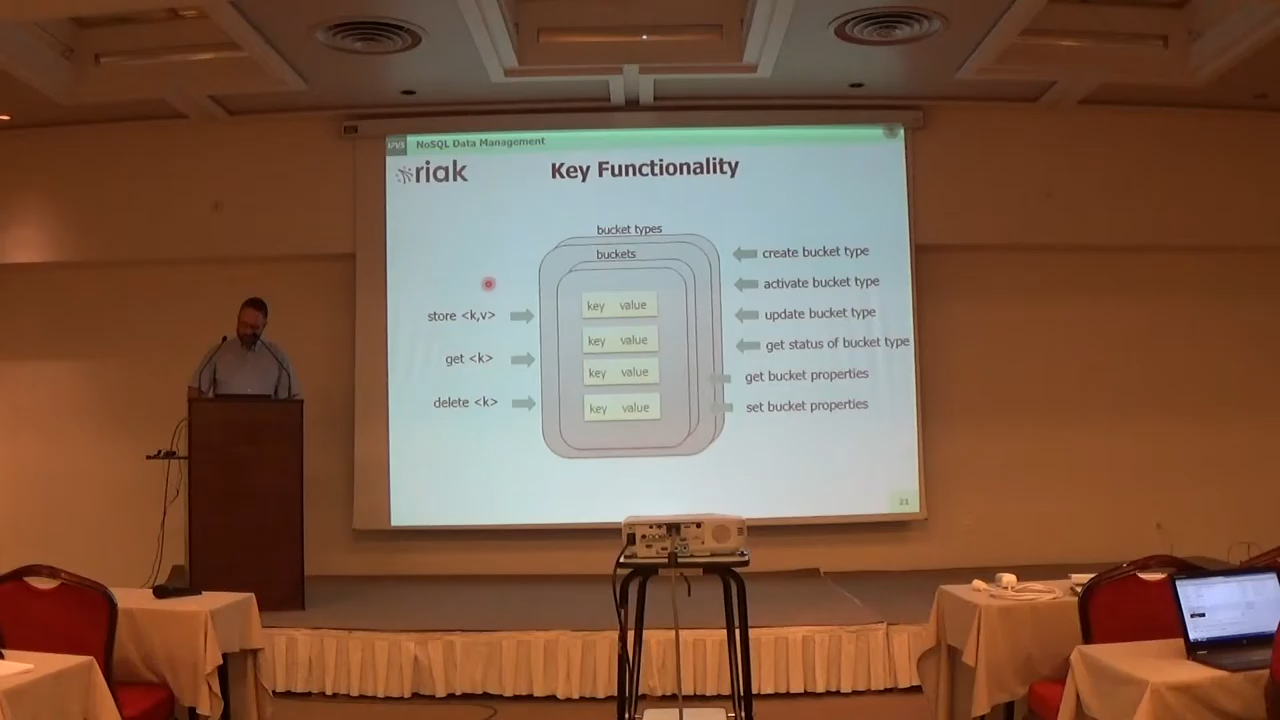 IPVS NoSQL Data Management
riak
Key Functionality
bucket types
buckets
key value
key value
key value
key value
store <k,v>
get <k>
delete <k>
create bucket type
activate bucket type
update bucket type
get status of bucket type
get bucket properties
set bucket properties
21